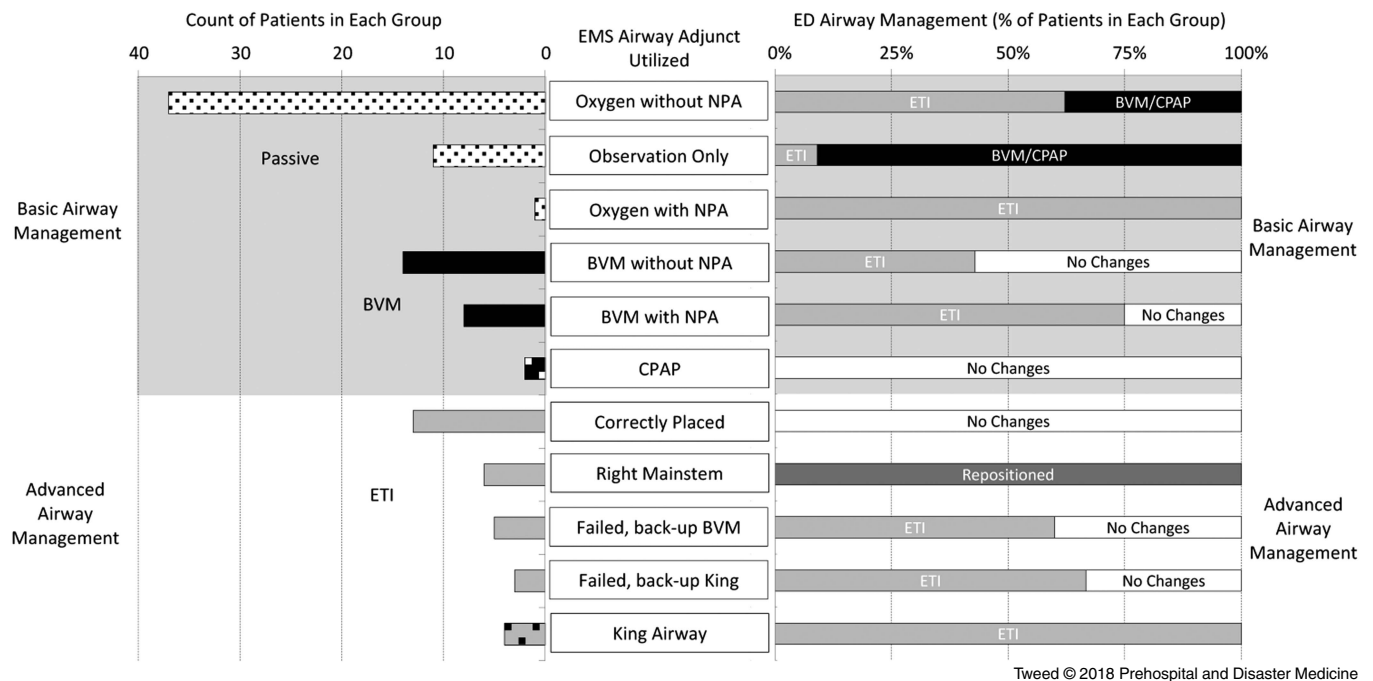 Count of Patients in Each Group
40 30 20 10 0
EMS Airway Adjunct
Utilized
ED Airway Management (% of Patients in Each Group)
0% 25% 50% 75% 100%
Basic Airway
Management
Passive
BVM
Advanced
Airway
Management
ETI
Oxygen without NPA
ETI BVM/CPAP
Observation Only
ETI BVM/CPAP
Oxygen with NPA
ETI
BVM without NPA
ETI No Changes
BVM with NPA
ETI No Changes
CPAP
No Changes
Correctly Placed
No Changes
Right Mainstem
Repositioned
Failed, back-up BVM
ETI No Changes
Failed, back-up King
ETI No Changes
King Airway
ETI
Basic Airway
Management
Advanced
Airway
Management
Tweed © 2018 Prehospital and Disaster Medicine